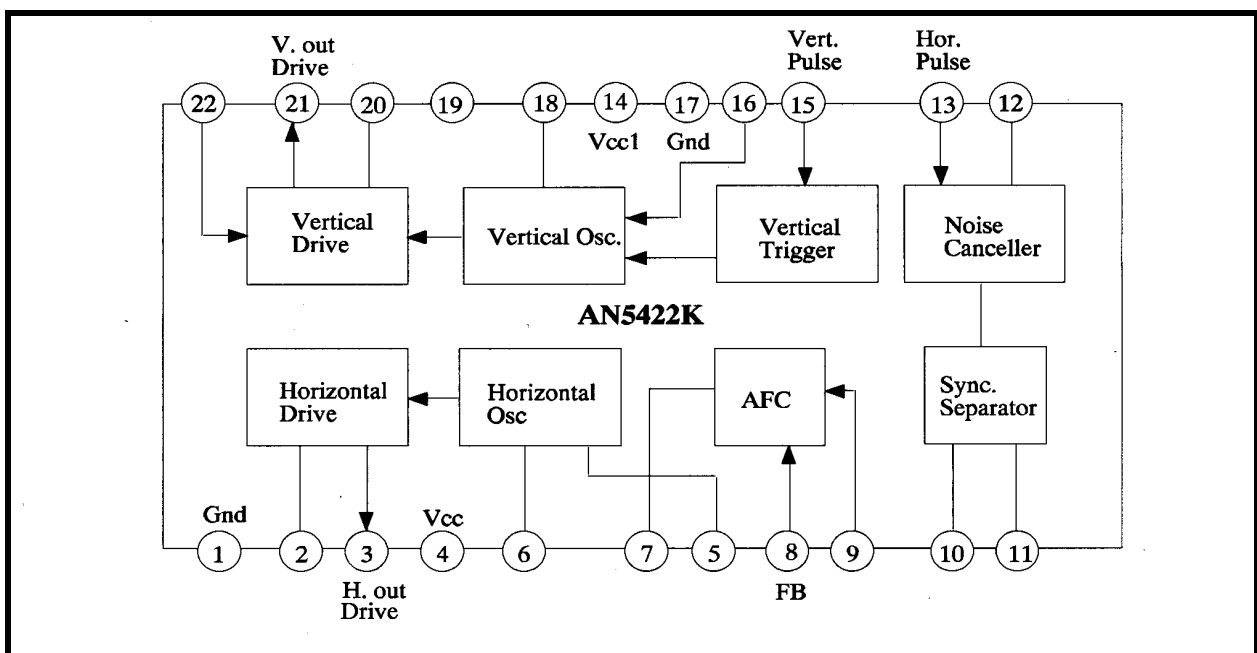 V. out
Drive
Vert.
Pulse
Hor.
Pulse
22 21 20 19 18 14 17 16 15 13 12
Vcc1 Gnd
Vertical
Drive
Vertical Osc.
Vertical
Trigger
Noise
Canceller
AN5422K
Horizontal
Drive
Horizontal
Osc
AFC
Sync.
Separator
Gnd Vcc
1 2 3 4 6 7 5 8 9 10 11
H. out
Drive
FB